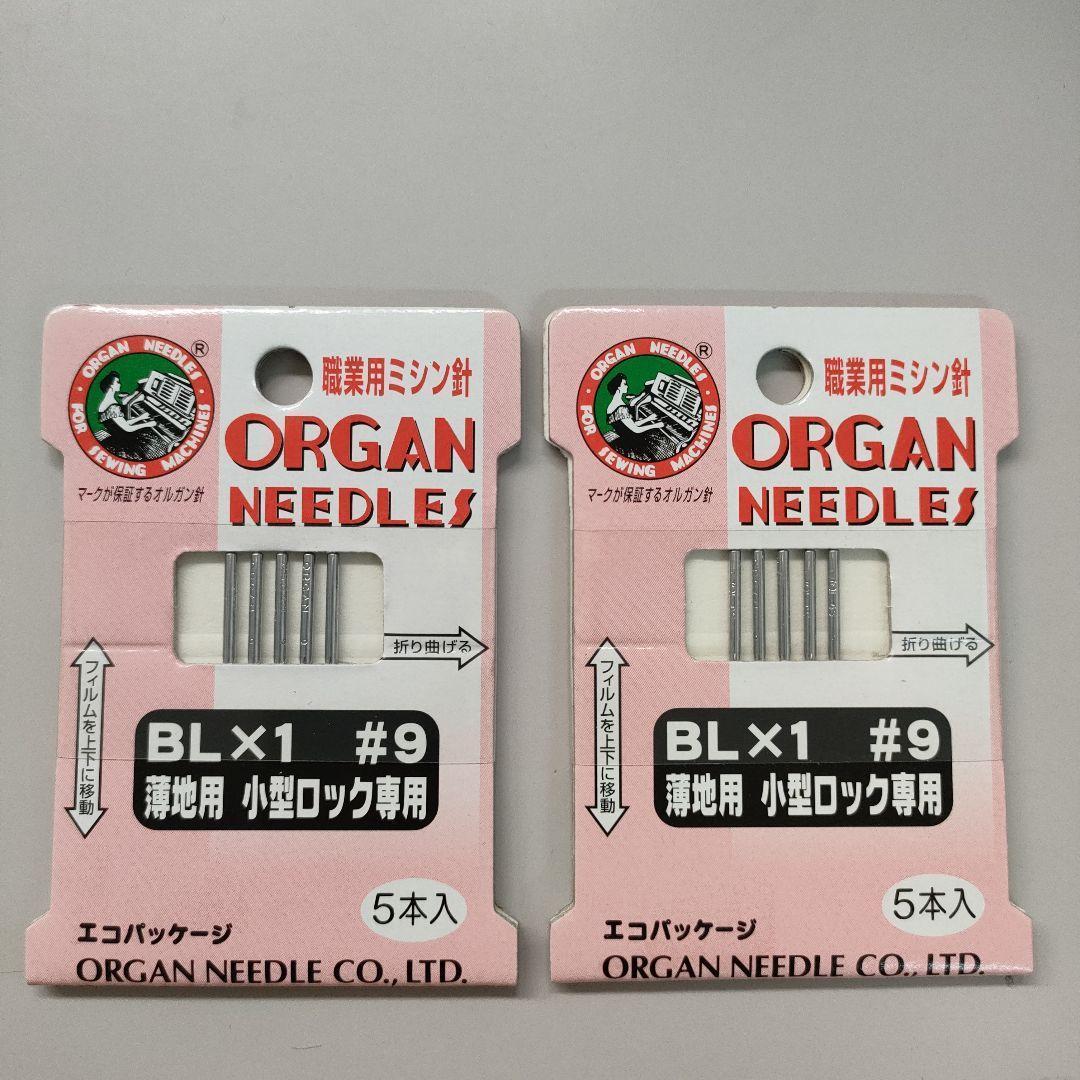 ORGAN NEEDLES
FOR SEWING MACHINES
®
マークが保証するオルガン針
職業用ミシン針
ORGAN
NEEDLES
ORGAN
折り曲げる
フィルムを上下に移動
BL×1 #9
薄地用 小型ロック専用
5本入
エコパッケージ
ORGAN NEEDLE CO., LTD.
ORGAN NEEDLES
FOR SEWING MACHINES
®
マークが保証するオルガン針
職業用ミシン針
ORGAN
NEEDLES
折り曲げる
フィルムを上下に移動
BL×1 #9
薄地用 小型ロック専用
5本入
エコパッケージ
ORGAN NEEDLE CO., LTD.